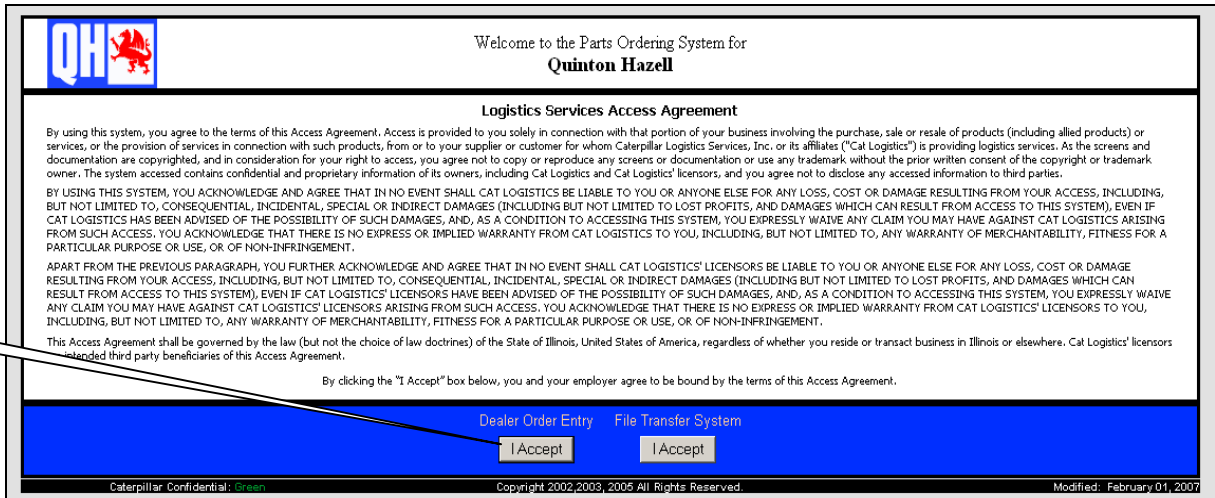 QH
Welcome to the Parts Ordering System for
Quinton Hazell
Logistics Services Access Agreement
By using this system, you agree to the terms of this Access Agreement. Access is provided to you solely in connection with that portion of your business involving the purchase, sale or resale of products (including allied products) or
services, or the provision of services in connection with such products, from or to your supplier or customer for whom Caterpillar Logistics Services, Inc. or its affiliates ("Cat Logistics") is providing logistics services. As the screens and
documentation are copyrighted, and in consideration for your right to access, you agree not to copy or reproduce any screens or documentation or use any trademark without the prior written consent of the copyright or trademark
owner. The system accessed contains confidential and proprietary information of its owners, including Cat Logistics and Cat Logistics' licensors, and you agree not to disclose any accessed information to third parties.
BY USING THIS SYSTEM, YOU ACKNOWLEDGE AND AGREE THAT IN NO EVENT SHALL CAT LOGISTICS BE LIABLE TO YOU OR ANYONE ELSE FOR ANY LOSS, COST OR DAMAGE RESULTING FROM YOUR ACCESS, INCLUDING,
BUT NOT LIMITED TO, CONSEQUENTIAL, INCIDENTAL, SPECIAL OR INDIRECT DAMAGES (INCLUDING BUT NOT LIMITED TO LOST PROFITS, AND DAMAGES WHICH CAN RESULT FROM ACCESS TO THIS SYSTEM), EVEN IF
CAT LOGISTICS HAS BEEN ADVISED OF THE POSSIBILITY OF SUCH DAMAGES, AND, AS A CONDITION TO ACCESSING THIS SYSTEM, YOU EXPRESSLY WAIVE ANY CLAIM YOU MAY HAVE AGAINST CAT LOGISTICS ARISING
FROM SUCH ACCESS. YOU ACKNOWLEDGE THAT THERE IS NO EXPRESS OR IMPLIED WARRANTY FROM CAT LOGISTICS TO YOU, INCLUDING, BUT NOT LIMITED TO, ANY WARRANTY OF MERCHANTABILITY, FITNESS FOR A
PARTICULAR PURPOSE OR USE, OR OF NON-INFRINGEMENT.
APART FROM THE PREVIOUS PARAGRAPH, YOU FURTHER ACKNOWLEDGE AND AGREE THAT IN NO EVENT SHALL CAT LOGISTICS' LICENSORS BE LIABLE TO YOU OR ANYONE ELSE FOR ANY LOSS, COST OR DAMAGE
RESULTING FROM YOUR ACCESS, INCLUDING, BUT NOT LIMITED TO, CONSEQUENTIAL, INCIDENTAL, SPECIAL OR INDIRECT DAMAGES (INCLUDING BUT NOT LIMITED TO LOST PROFITS, AND DAMAGES WHICH CAN
RESULT FROM ACCESS TO THIS SYSTEM), EVEN IF CAT LOGISTICS' LICENSORS HAVE BEEN ADVISED OF THE POSSIBILITY OF SUCH DAMAGES, AND, AS A CONDITION TO ACCESSING THIS SYSTEM, YOU EXPRESSLY WAIVE
ANY CLAIM YOU MAY HAVE AGAINST CAT LOGISTICS' LICENSORS ARISING FROM SUCH ACCESS. YOU ACKNOWLEDGE THAT THERE IS NO EXPRESS OR IMPLIED WARRANTY FROM CAT LOGISTICS' LICENSORS TO YOU,
INCLUDING, BUT NOT LIMITED TO, ANY WARRANTY OF MERCHANTABILITY, FITNESS FOR A PARTICULAR PURPOSE OR USE, OR OF NON-INFRINGEMENT.
This Access Agreement shall be governed by the law (but not the choice of law doctrines) of the State of Illinois, United States of America, regardless of whether you reside or transact business in Illinois or elsewhere. Cat Logistics' licensors
intended third party beneficiaries of this Access Agreement.
By clicking the "I Accept" box below, you and your employer agree to be bound by the terms of this Access Agreement.
Dealer Order Entry File Transfer System
I Accept I Accept
Caterpillar Confidential: Green Copyright 2002,2003, 2005 All Rights Reserved. Modified: February 01, 2007